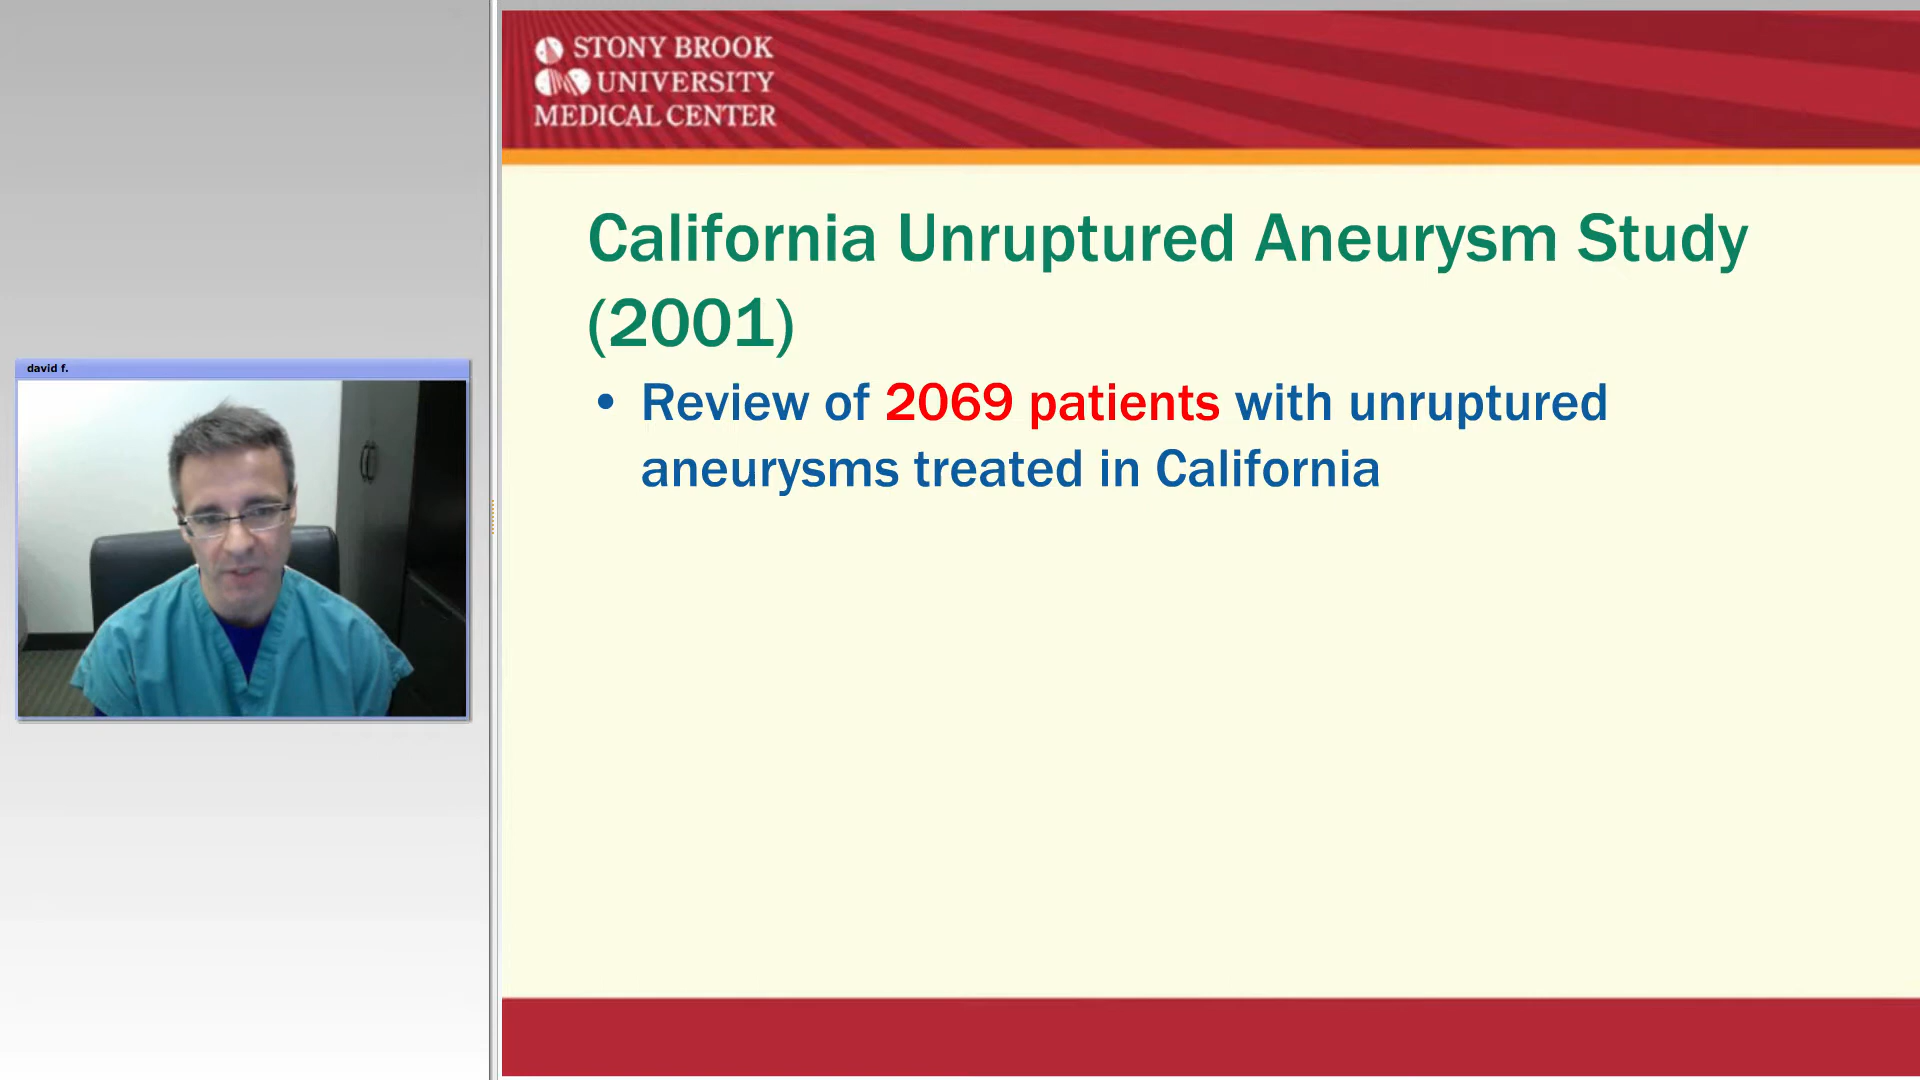 STONY BROOK
UNIVERSITY
MEDICAL CENTER
California Unruptured Aneurysm Study
(2001)
• Review of 2069 patients with unruptured
aneurysms treated in California
david f.